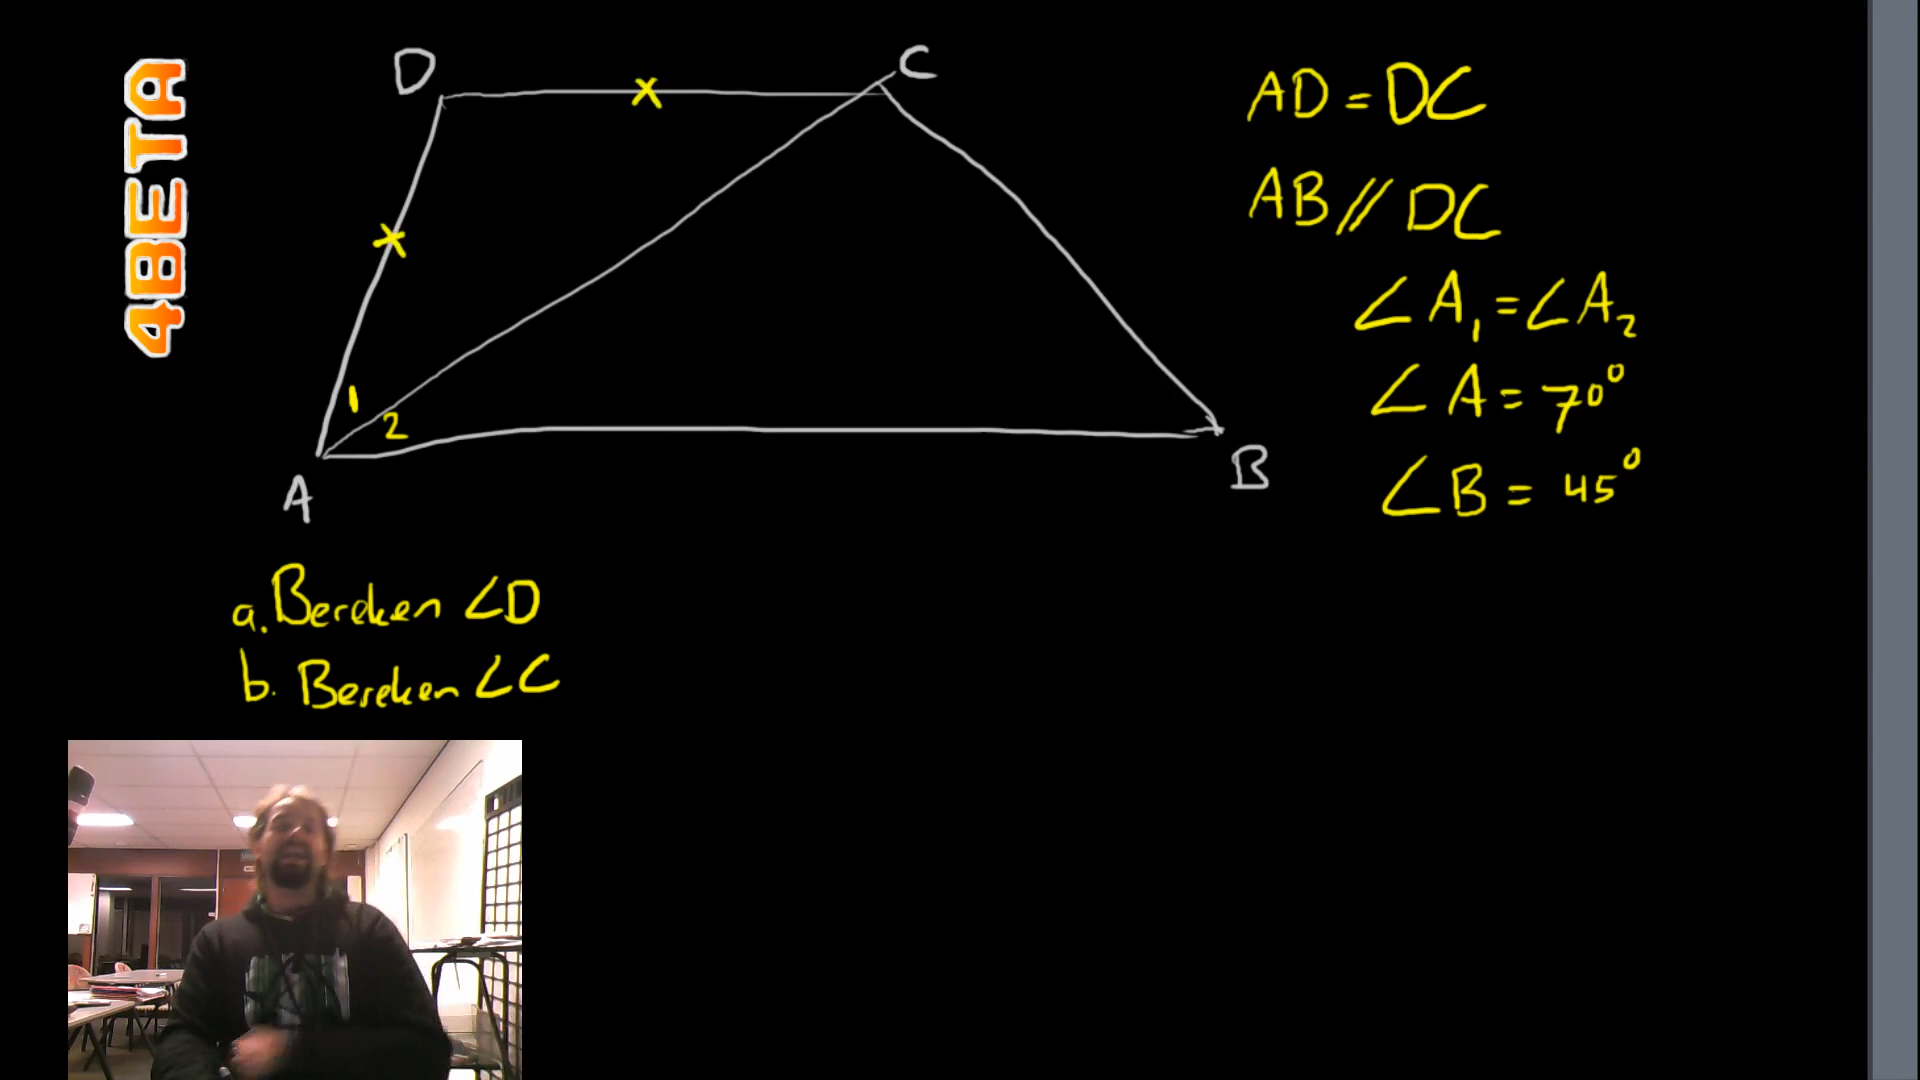 4BETA
D
C
x
x
1
2
A
B
AD = DC
AB // DC
∠A₁ = ∠A₂
∠A = 70°
∠B = 45°
a. Bereken ∠D
b. Bereken ∠C